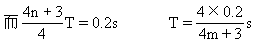 而 (4n+3)/4 T = 0.2s    T = (4×0.2)/(4m+3) s